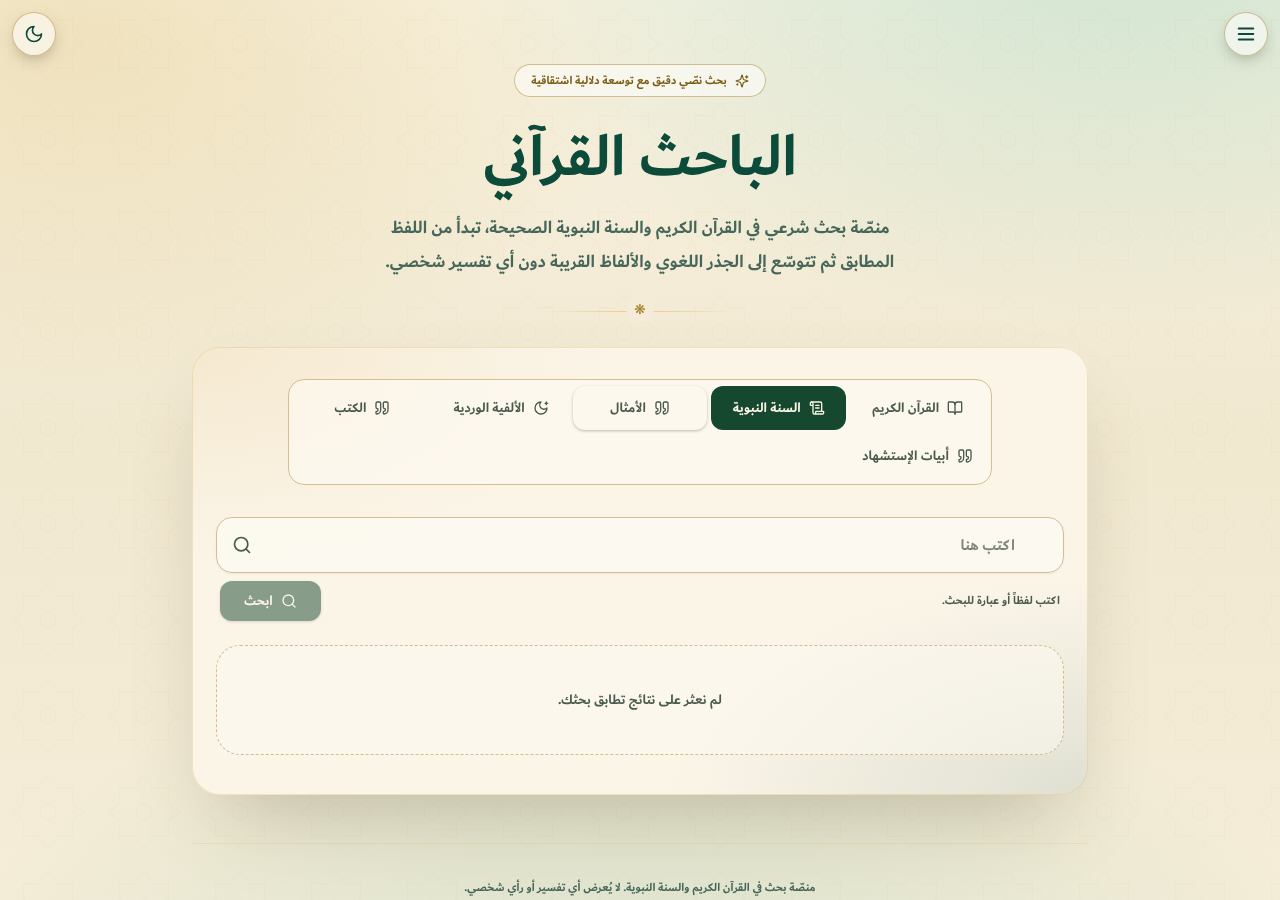 بحث نصّي دقيق مع توسعة دلالية اشتقاقية
الباحث القرآني
منصّة بحث شرعي في القرآن الكريم والسنة النبوية الصحيحة، تبدأ من اللفظ
المطابق ثم تتوسّع إلى الجذر اللغوي والألفاظ القريبة دون أي تفسير شخصي.
القرآن الكريم
السنة النبوية
الأمثال
الألفية الوردية
الكتب
أبيات الإستشهاد
اكتب هنا
اكتب لفظاً أو عبارة للبحث.
ابحث
لم نعثر على نتائج تطابق بحثك.
منصّة بحث في القرآن الكريم والسنة النبوية. لا يُعرض أي تفسير أو رأي شخصي.